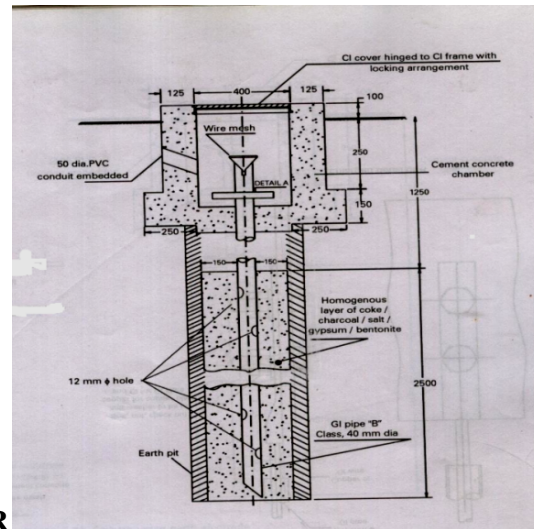 CI cover hinged to CI frame with
locking arrangement
125
400
125
100
Wire mesh
50 dia.PVC
conduit embedded
DETAIL A
250
Cement concrete
chamber
1250
150
250
250
150
150
Homogenous
layer of coke /
charcoal / salt /
gypsum / bentonite
12 mm ϕ hole
2500
GI pipe "B"
Class, 40 mm dia
Earth pit
R